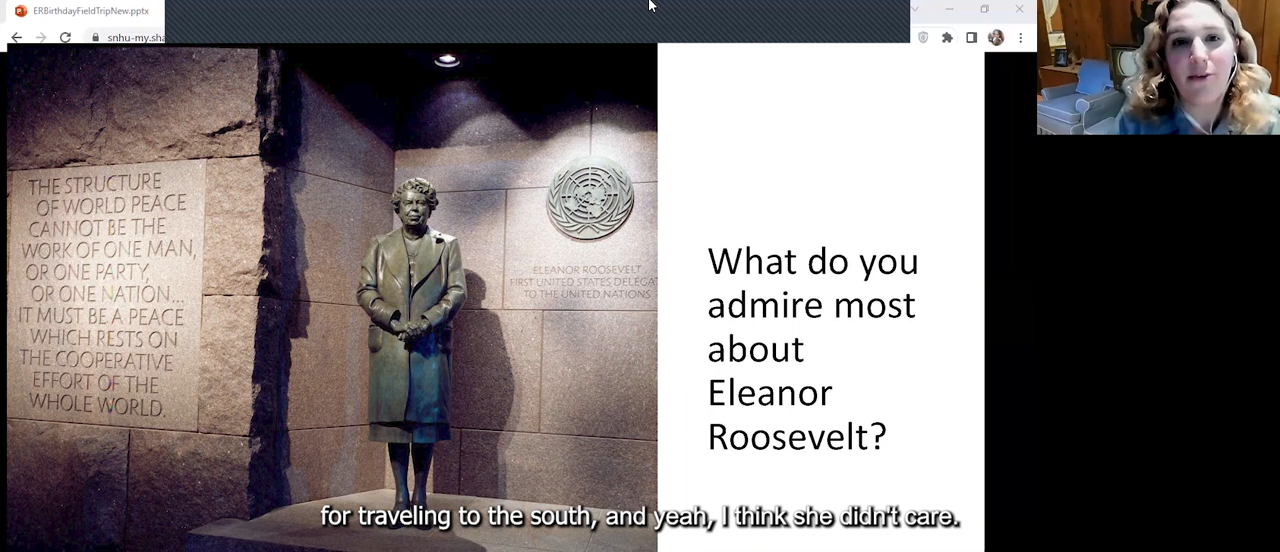 ERBirthdayFieldTripNew.pptx
snhu-my.sha
THE STRUCTURE
OF WORLD PEACE
CANNOT BE THE
WORK OF ONE MAN,
OR ONE PARTY,
OR ONE NATION...
IT MUST BE A PEACE
WHICH RESTS ON
THE COOPERATIVE
EFFORT OF THE
WHOLE WORLD.
ELEANOR ROOSEVELT
FIRST UNITED STATES DELEGAT
TO THE UNITED NATIONS
What do you
admire most
about
Eleanor
Roosevelt?
for traveling to the south, and yeah, I think she didn't care.